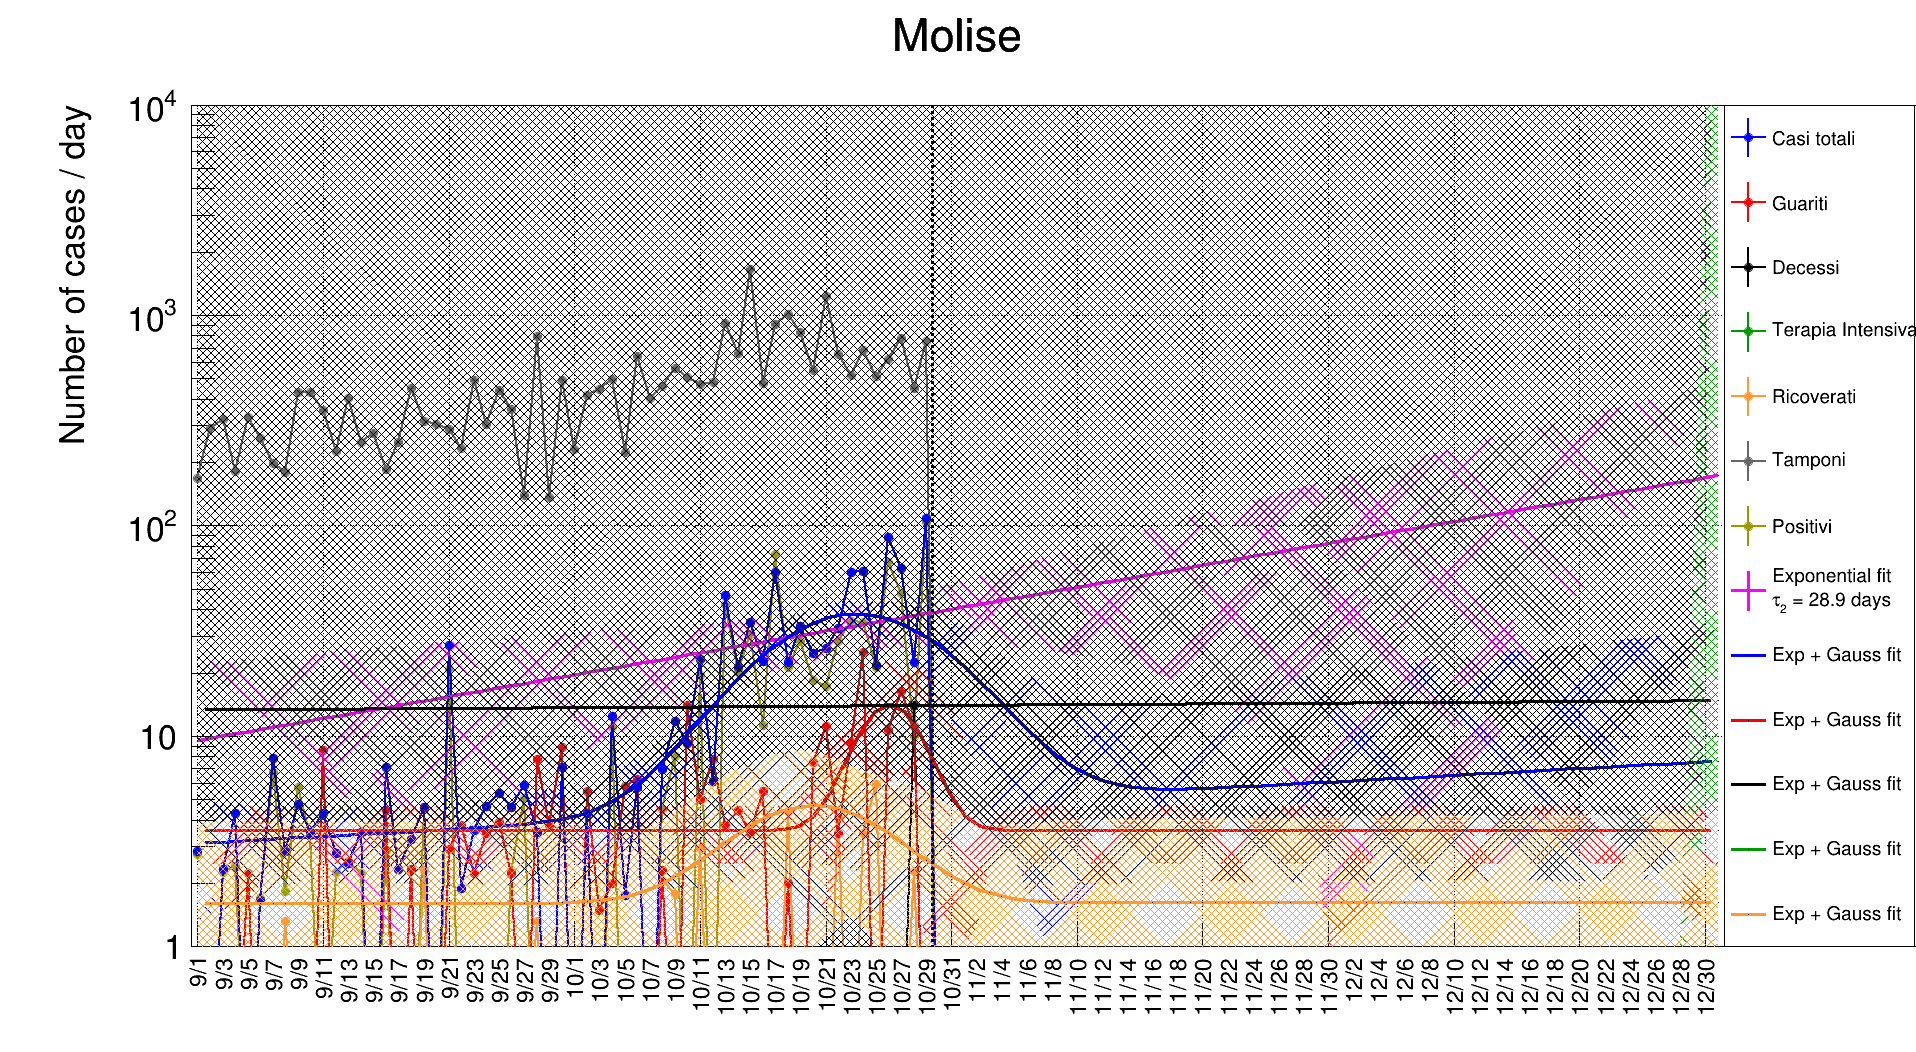 Molise
Number of cases / day
10^4
10^3
10^2
10
1
9/1 9/3 9/5 9/7 9/9 9/11 9/13 9/15 9/17 9/19 9/21 9/23 9/25 9/27 9/29 10/1 10/3 10/5 10/7 10/9 10/11 10/13 10/15 10/17 10/19 10/21 10/23 10/25 10/27 10/29 10/31 11/2 11/4 11/6 11/8 11/10 11/12 11/14 11/16 11/18 11/20 11/22 11/24 11/26 11/28 11/30 12/2 12/4 12/6 12/8 12/10 12/12 12/14 12/16 12/18 12/20 12/22 12/24 12/26 12/28 12/30
Casi totali
Guariti
Decessi
Terapia Intensiva
Ricoverati
Tamponi
Positivi
Exponential fit
τ₂ = 28.9 days
Exp + Gauss fit
Exp + Gauss fit
Exp + Gauss fit
Exp + Gauss fit
Exp + Gauss fit